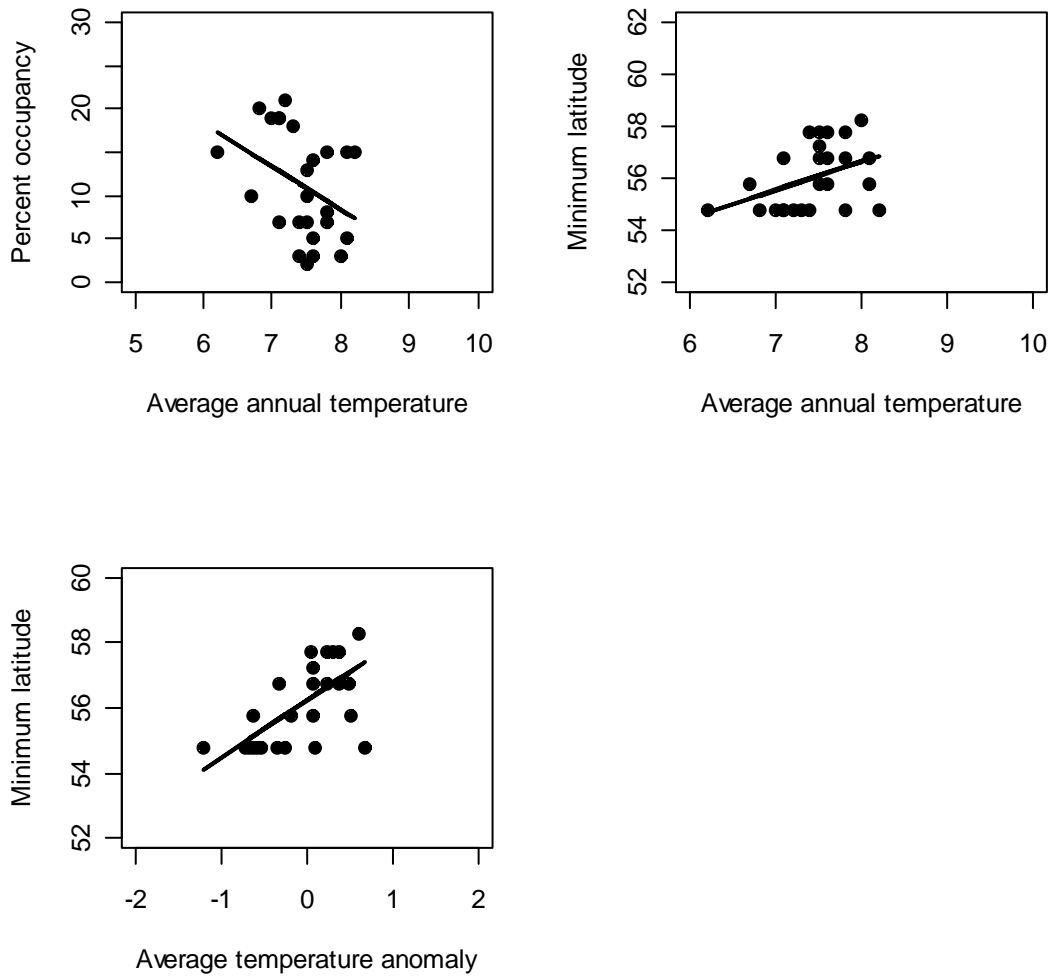 Percent occupancy
30
20
10
5
0
5 6 7 8 9 10
Average annual temperature
Minimum latitude
62
60
58
56
54
52
6 7 8 9 10
Average annual temperature
Minimum latitude
60
58
56
54
52
-2 -1 0 1 2
Average temperature anomaly